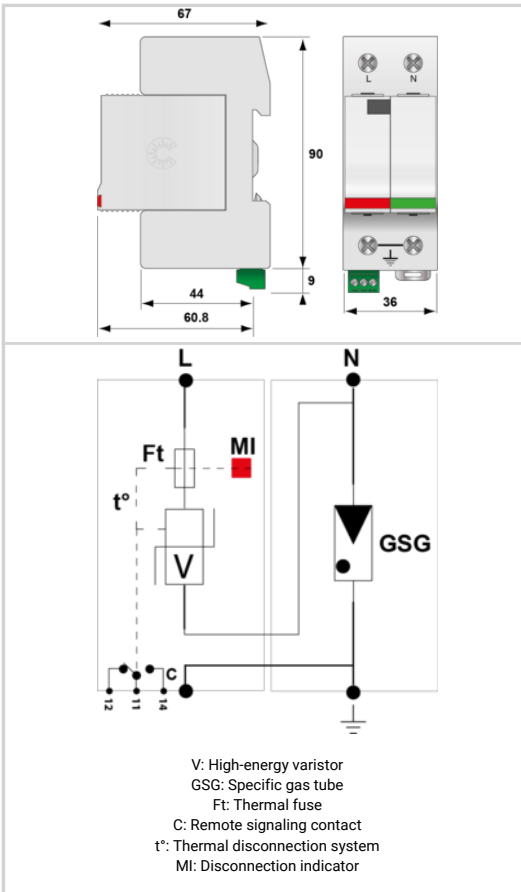 67
L N
90
44
9
60.8
36
L N
Ft MI
t°
V
GSG
C
12 11 14
V: High-energy varistor
GSG: Specific gas tube
Ft: Thermal fuse
C: Remote signaling contact
t°: Thermal disconnection system
MI: Disconnection indicator